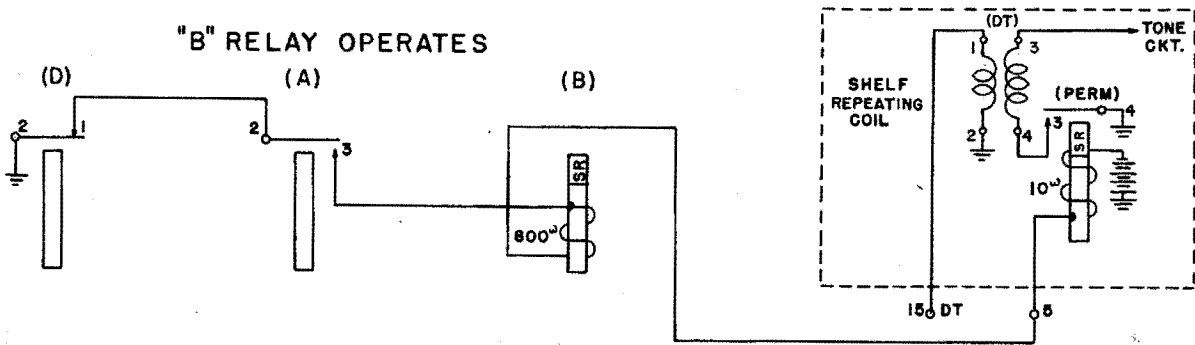 "B" RELAY OPERATES
(D)
(A)
(B)
2
1
2
3
SR
800ω
SHELF
REPEATING
COIL
(DT)
1
3
2
4
TONE
CKT.
(PERM)
3
4
SR
10ω
15 DT
5